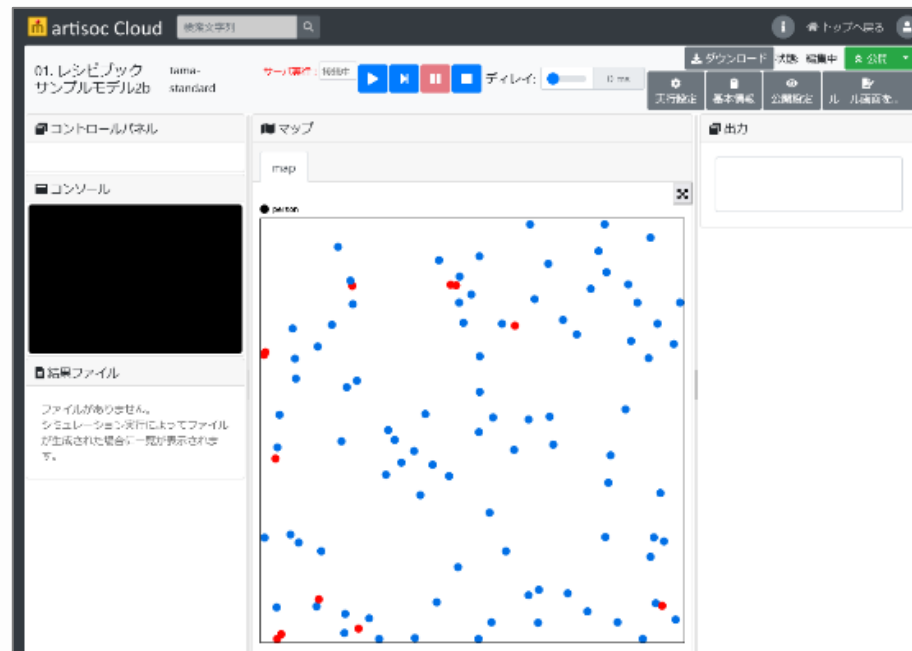 artisoc Cloud
検索文字列
トップへ戻る
ダウンロード
状態: 編集中
公開
01. レシピブック
サンプルモデル2b
tama-
standard
ディレイ:
0 ms
実行設定
基本情報
公開設定
コントロールパネル
マップ
出力
map
コンソール
person
結果ファイル
ファイルがありません。
シミュレーション実行によってファイル
が生成された場合に一覧が表示されま
す。